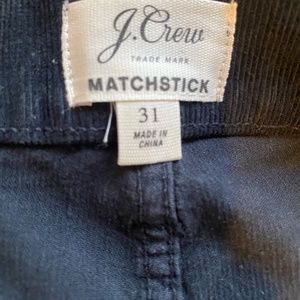 J.Crew
TRADE MARK
MATCHSTICK
31
MADE IN
CHINA